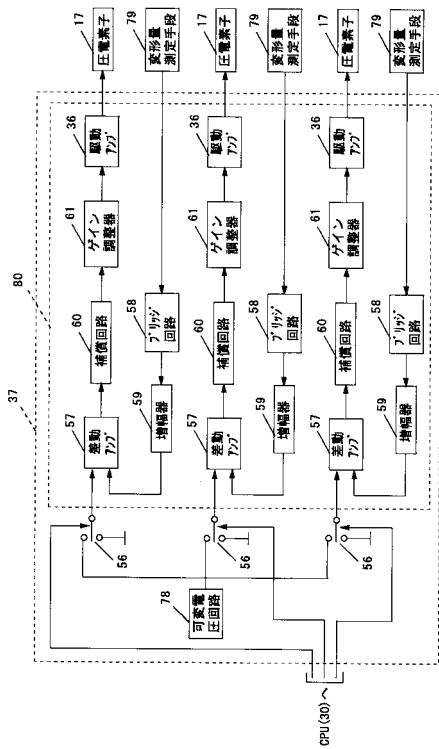 37
80
CPU(30)
78
可変電
圧回路
56
57
差動
アンプ
60
補償回路
61
ゲイン
調整器
36
駆動
アンプ
17
圧電素子
59
増幅器
58
ブリッジ
回路
79
変形量
測定手段
56
57
差動
アンプ
60
補償回路
61
ゲイン
調整器
36
駆動
アンプ
17
圧電素子
59
増幅器
58
ブリッジ
回路
79
変形量
測定手段
56
57
差動
アンプ
60
補償回路
61
ゲイン
調整器
36
駆動
アンプ
17
圧電素子
59
増幅器
58
ブリッジ
回路
79
変形量
測定手段